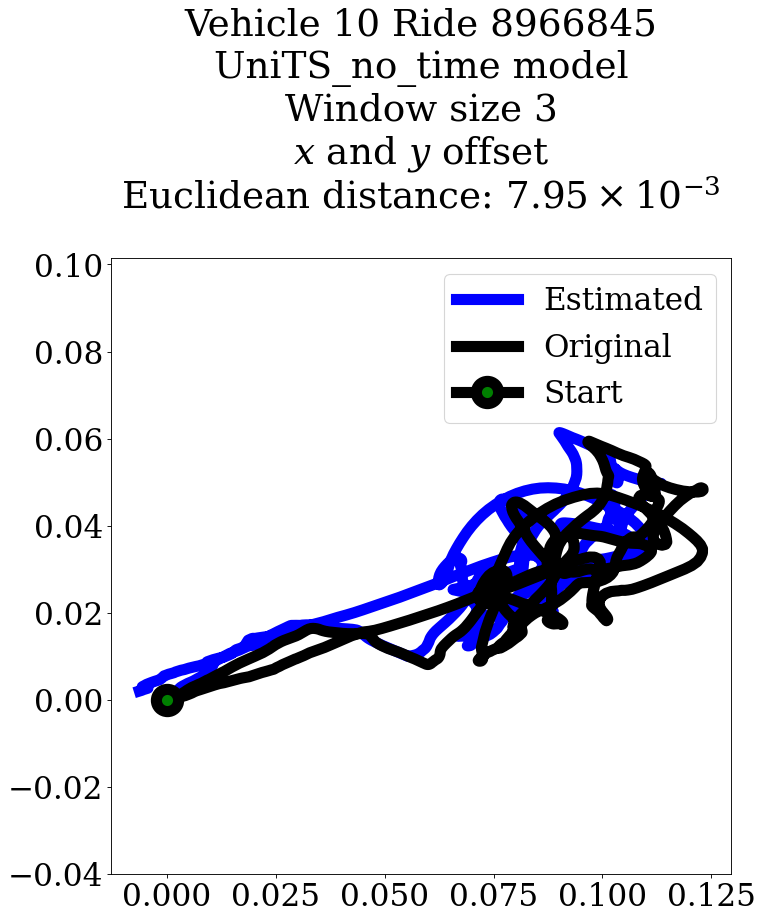 Vehicle 10 Ride 8966845
UniTS_no_time model
Window size 3
x and y offset
Euclidean distance: 7.95 × 10⁻³
Estimated
Original
Start
0.10
0.08
0.06
0.04
0.02
0.00
−0.02
−0.04
0.000 0.025 0.050 0.075 0.100 0.125